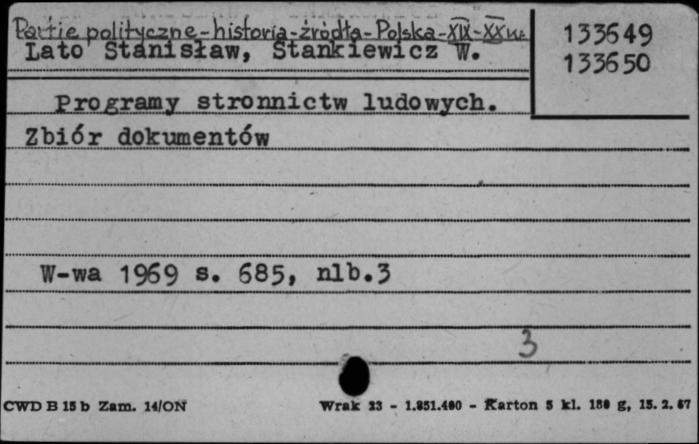 Partie polityczne-historia-źródła-Polska-XIX-XX w.
133649
Lato Stanisław, Stankiewicz W.
133650
Programy stronnictw ludowych.
Zbiór dokumentów
W-wa 1969 s. 685, nlb.3
3
CWD B 15 b Zam. 14/ON
Wrak 23 - 1.851.400 - Karton 5 kl. 180 g, 15. 2. 67